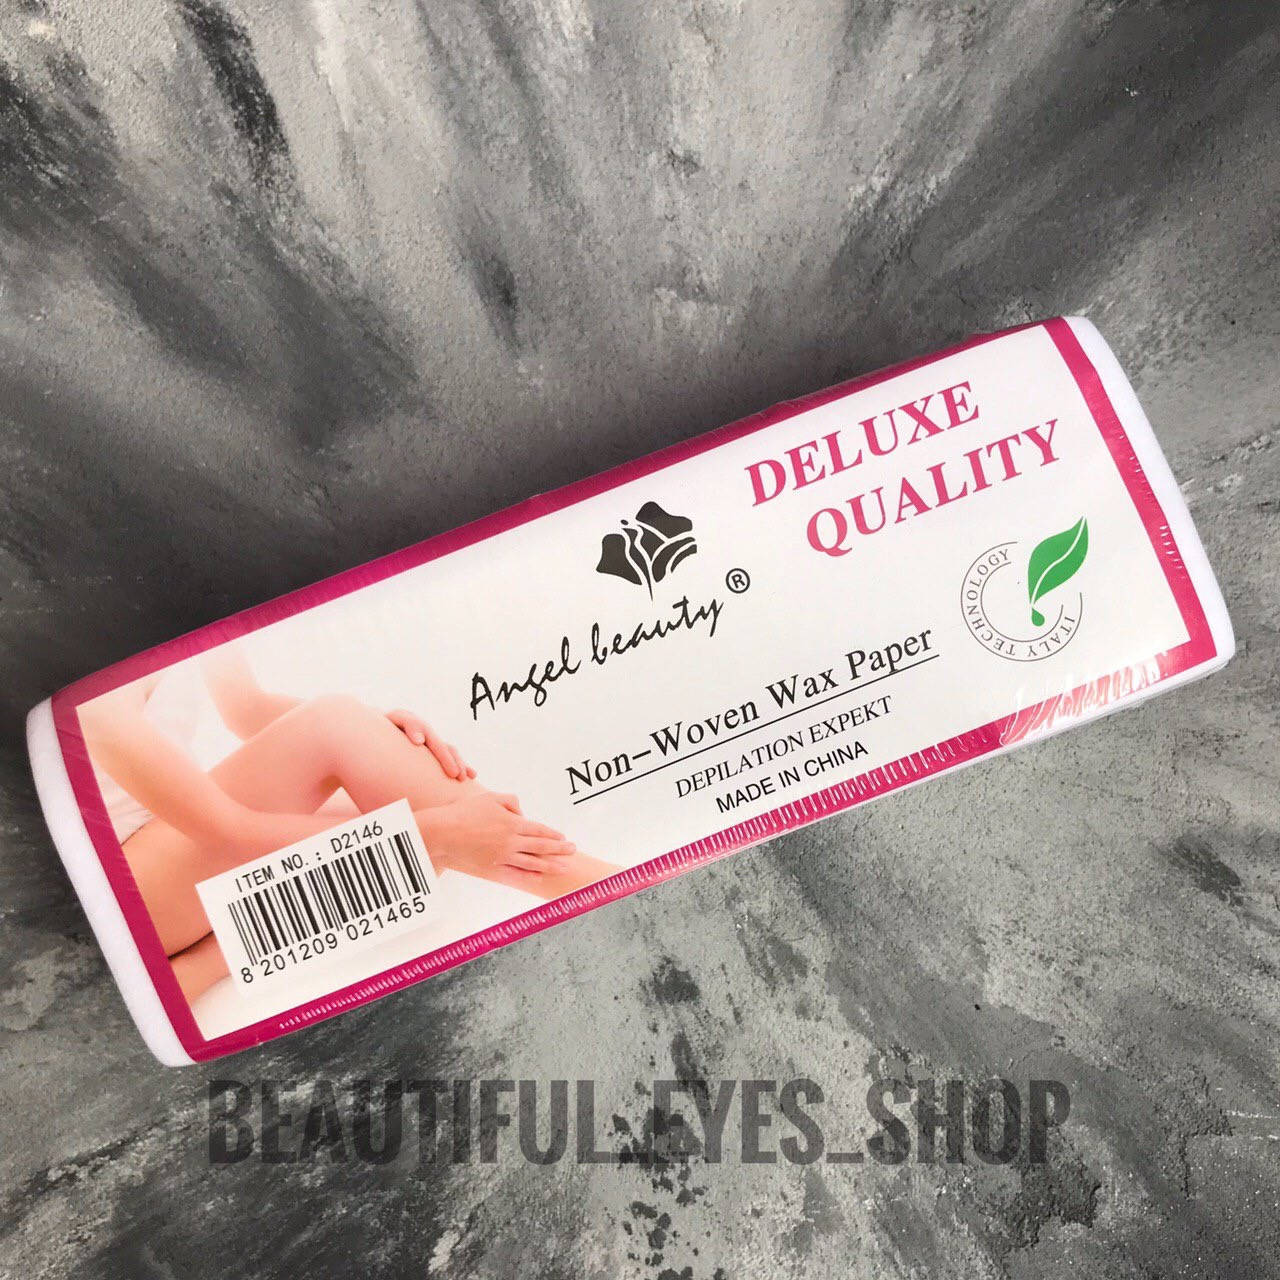 DELUXE
QUALITY
Angel beauty ®
ITALY TECHNOLOGY
Non-Woven Wax Paper
DEPILATION EXPEKT
MADE IN CHINA
ITEM NO.: D2146
8 201209 021465
BEAUTIFUL_EYES_SHOP